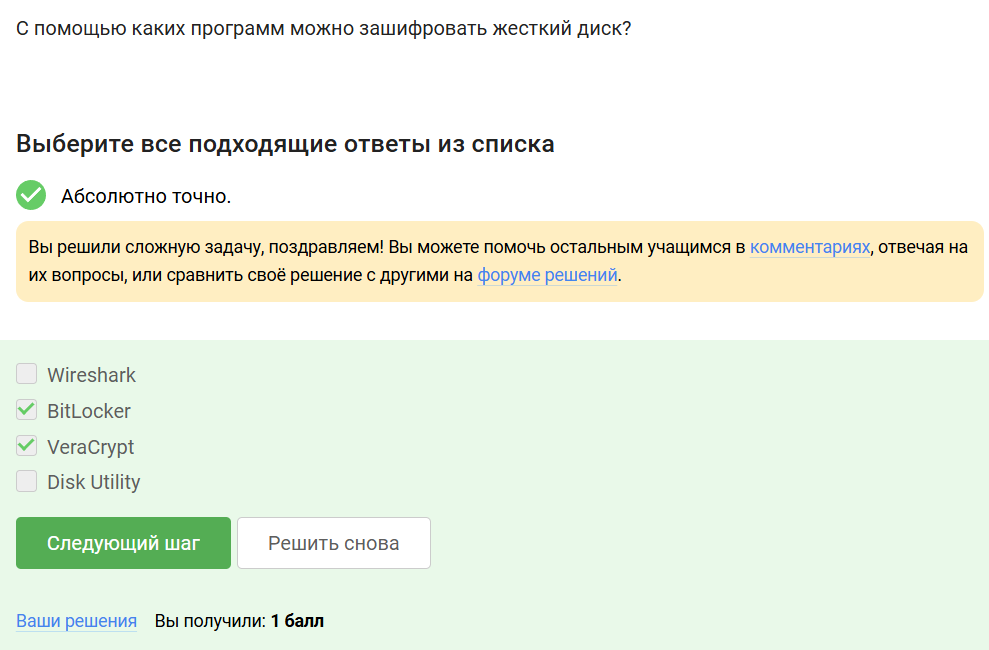 С помощью каких программ можно зашифровать жесткий диск?
Выберите все подходящие ответы из списка
Абсолютно точно.
Вы решили сложную задачу, поздравляем! Вы можете помочь остальным учащимся в комментариях, отвечая на
их вопросы, или сравнить своё решение с другими на форуме решений.
Wireshark
BitLocker
VeraCrypt
Disk Utility
Следующий шаг
Решить снова
Ваши решения Вы получили: 1 балл